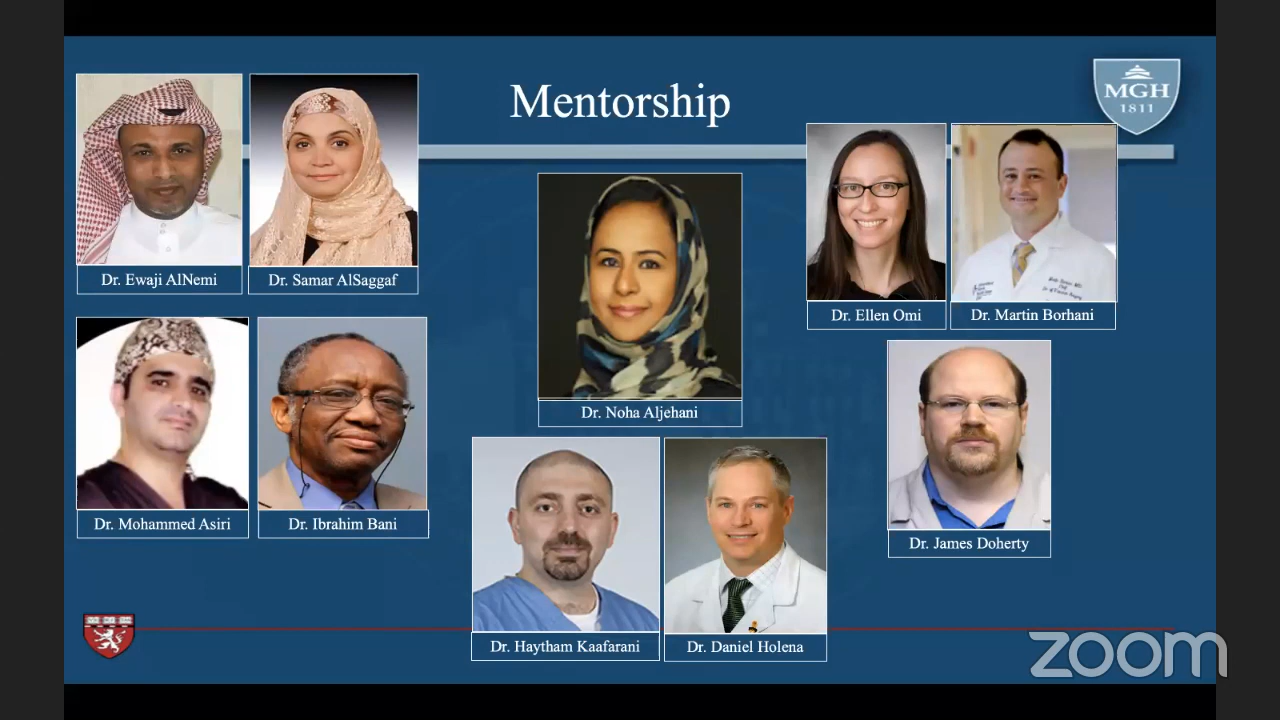 Mentorship
MGH
1811
Dr. Ewaji AlNemi
Dr. Samar AlSaggaf
Dr. Noha Aljehani
Dr. Ellen Omi
Dr. Martin Borhani
Dr. Mohammed Asiri
Dr. Ibrahim Bani
Dr. James Doherty
Dr. Haytham Kaafarani
Dr. Daniel Holena
zoom